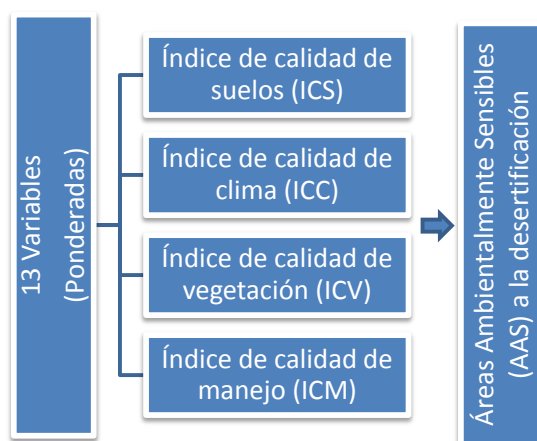 13 Variables
(Ponderadas)
Índice de calidad de
suelos (ICS)
Índice de calidad de
clima (ICC)
Índice de calidad de
vegetación (ICV)
Índice de calidad de
manejo (ICM)
Áreas Ambientalmente Sensibles
(AAS) a la desertificación